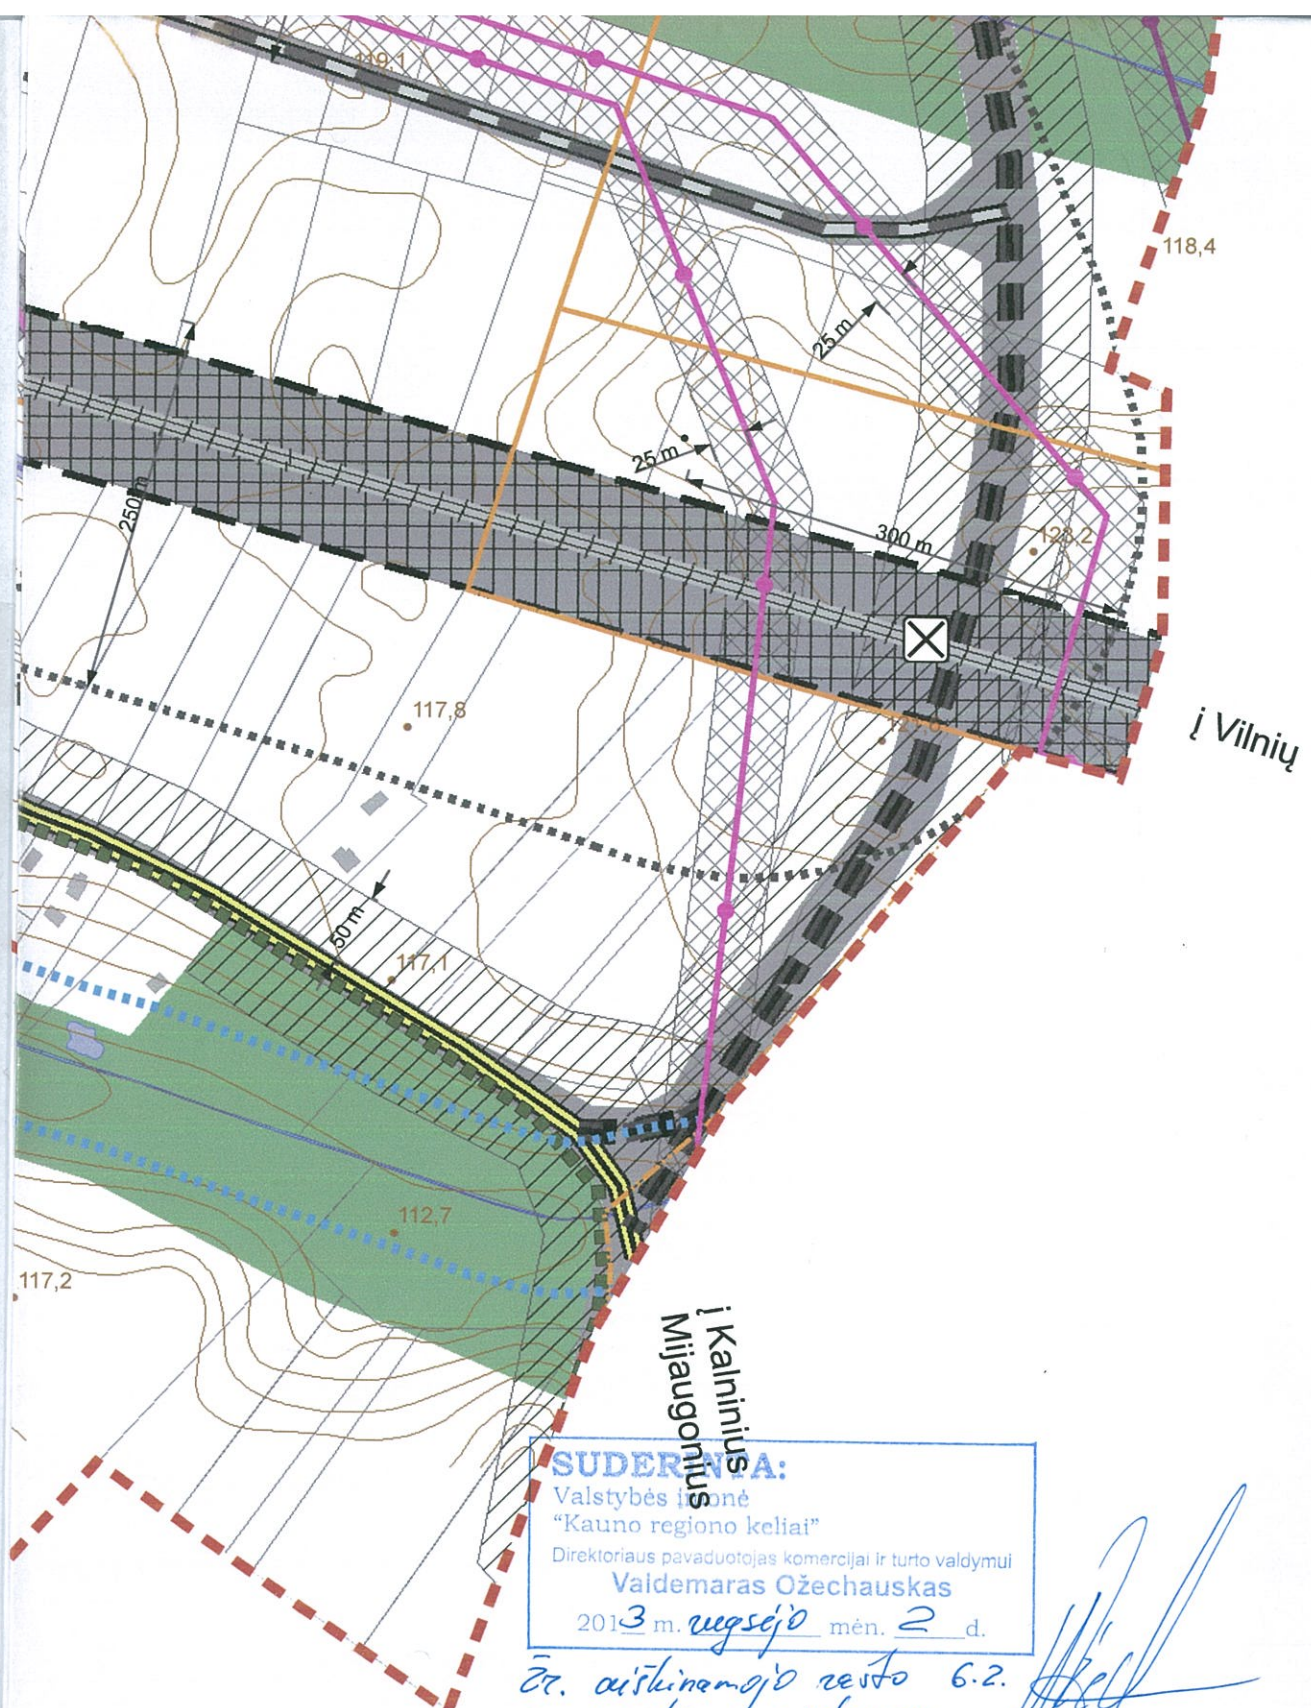 119,1
118,4
25 m
25 m
300 m
123,2
250 m
117,8
į Vilnių
50 m
117,1
112,7
117,2
į Kalninius
Mijaugonius
SUDERINTA:
Valstybės įmonė
"Kauno regiono keliai"
Direktoriaus pavaduotojas komercijai ir turto valdymui
Valdemaras Ožechauskas
2013 m. rugsėjo mėn. 2 d.
Žr. aiškinamojo rašto 6.2.